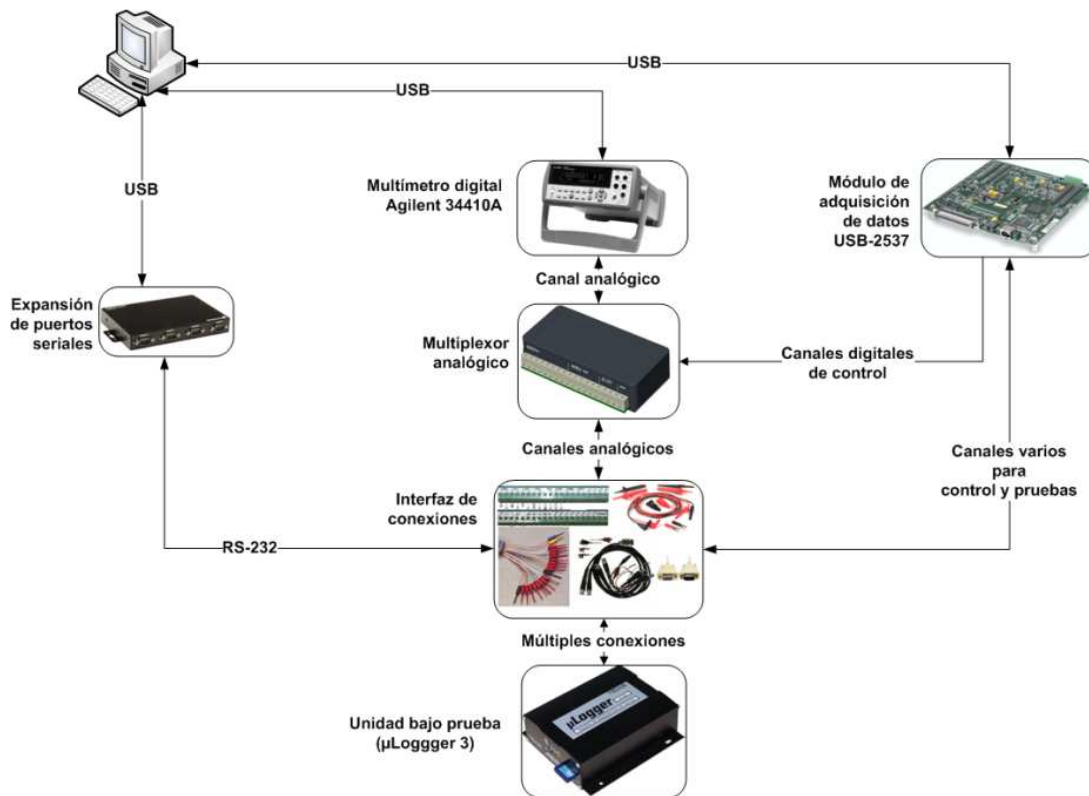 USB
USB
USB
Multímetro digital
Agilent 34410A
Módulo de
adquisición
de datos
USB-2537
Canal analógico
Expansión
de puertos
seriales
Multiplexor
analógico
Canales digitales
de control
Canales analógicos
Canales varios
para
control y pruebas
Interfaz de
conexiones
RS-232
Múltiples conexiones
Unidad bajo prueba
(µLoggger 3)
µLogger